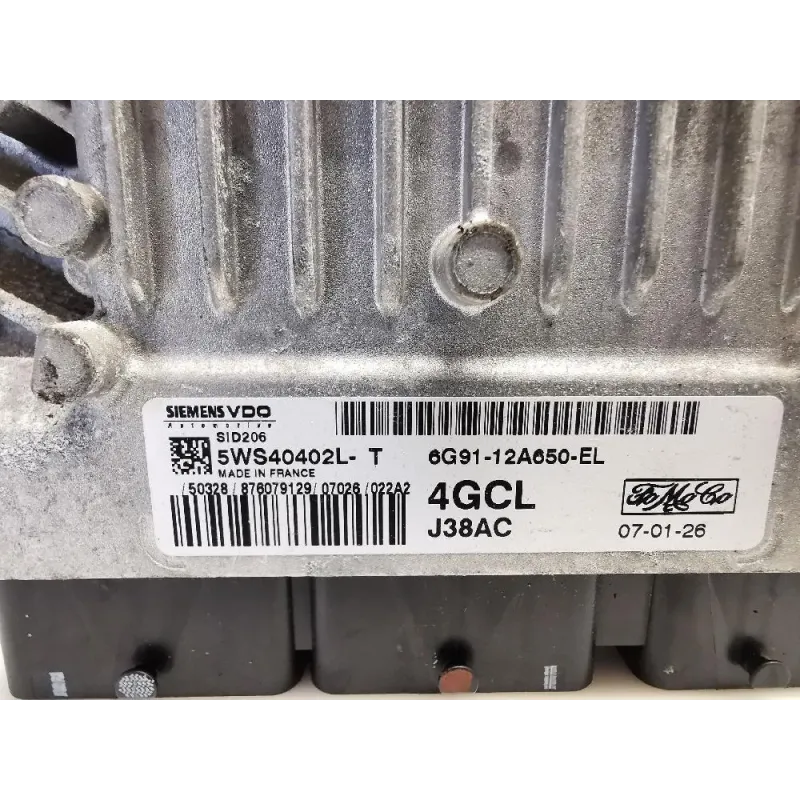 SIEMENS VDO
Automotive
SID206
5WS40402L- T
MADE IN FRANCE
/50328 / 876079129/07026 /022A2
6G91-12A650-EL
4GCL
FoMoCo
J38AC
07-01-26